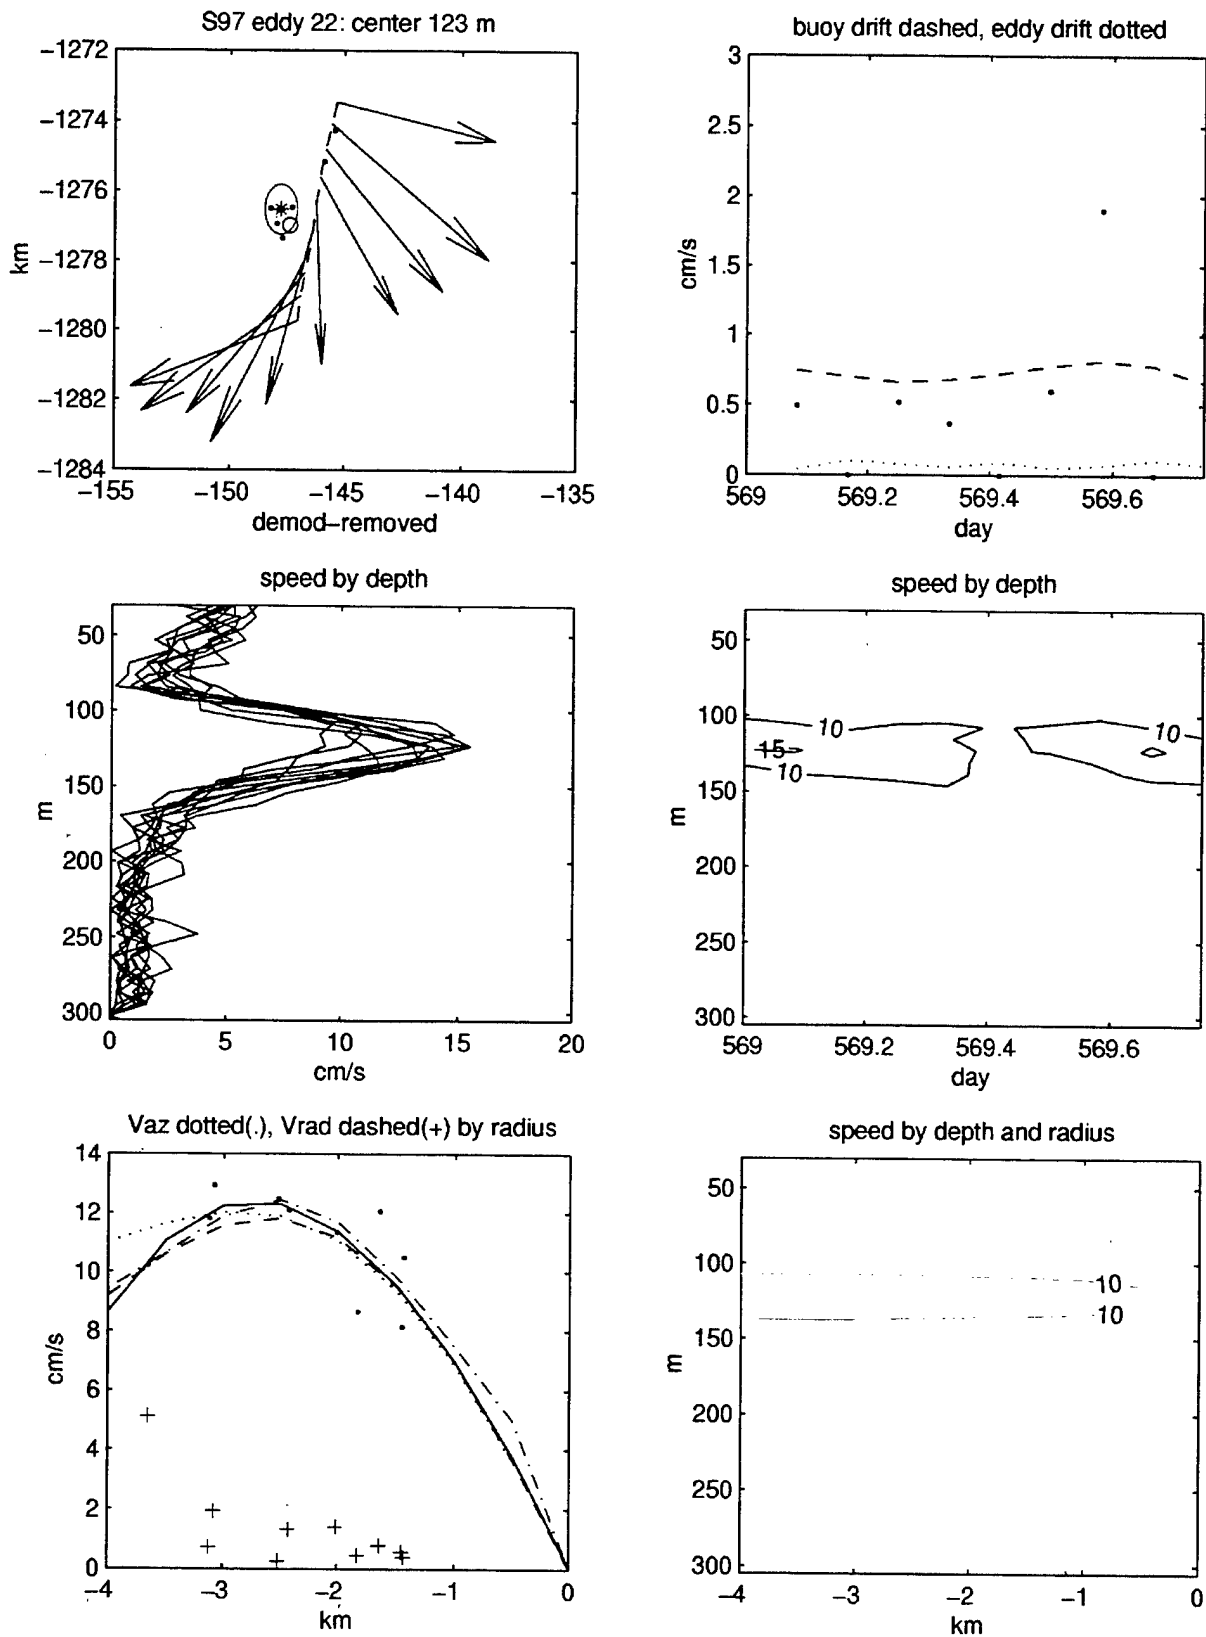 S97 eddy 22: center 123 m
−1272
−1274
−1276
−1278
−1280
−1282
−1284
km
−155 −150 −145 −140 −135
demod−removed
buoy drift dashed, eddy drift dotted
3
2.5
2
1.5
1
0.5
0
cm/s
569 569.2 569.4 569.6
day
speed by depth
50
100
150
200
250
300
m
0 5 10 15 20
cm/s
speed by depth
50
100
150
200
250
300
m
10
15
10
10
569 569.2 569.4 569.6
day
Vaz dotted(.), Vrad dashed(+) by radius
14
12
10
8
6
4
2
0
cm/s
−4 −3 −2 −1 0
km
speed by depth and radius
50
100
150
200
250
300
m
10
10
−4 −3 −2 −1 0
km